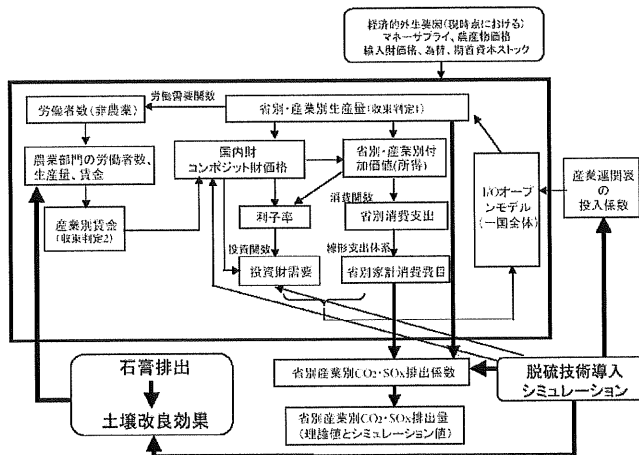 経済的外生要因(現時点における)
マネーサプライ、農産物価格
輸入財価格、為替、期首資本ストック
労働需要関数
労働者数(非農業)
省別・産業別生産量(収束判定1)
農業部門の労働者数、
生産量、賃金
国内財
コンポジット財価格
省別・産業別付
加価値(所得)
産業連関表の
投入係数
I/Oオープ
ンモデル
(一国全体)
消費関数
産業別賃金
(収束判定2)
利子率
省別消費支出
投資関数
線形支出体系
投資財需要
省別家計消費費目
石膏排出
土壌改良効果
省別産業別CO₂・SOx排出係数
脱硫技術導入
シミュレーション
省別産業別CO₂・SOx排出量
(理論値とシミュレーション値)